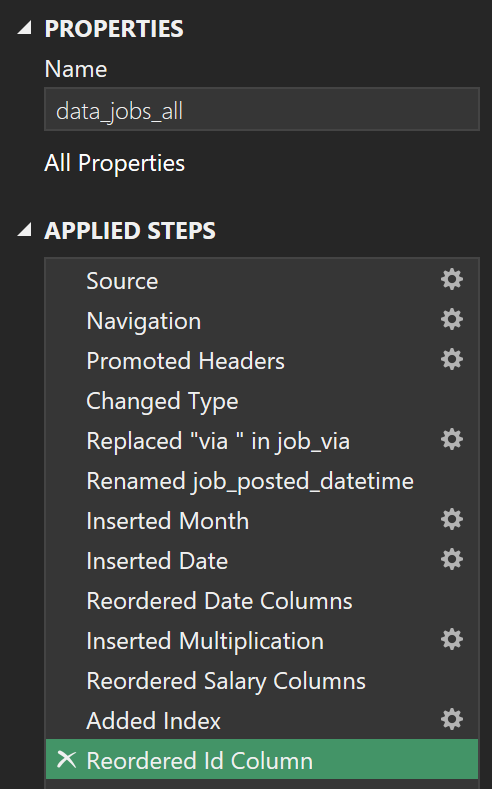 PROPERTIES
Name
data_jobs_all
All Properties
APPLIED STEPS
Source
Navigation
Promoted Headers
Changed Type
Replaced "via " in job_via
Renamed job_posted_datetime
Inserted Month
Inserted Date
Reordered Date Columns
Inserted Multiplication
Reordered Salary Columns
Added Index
Reordered Id Column